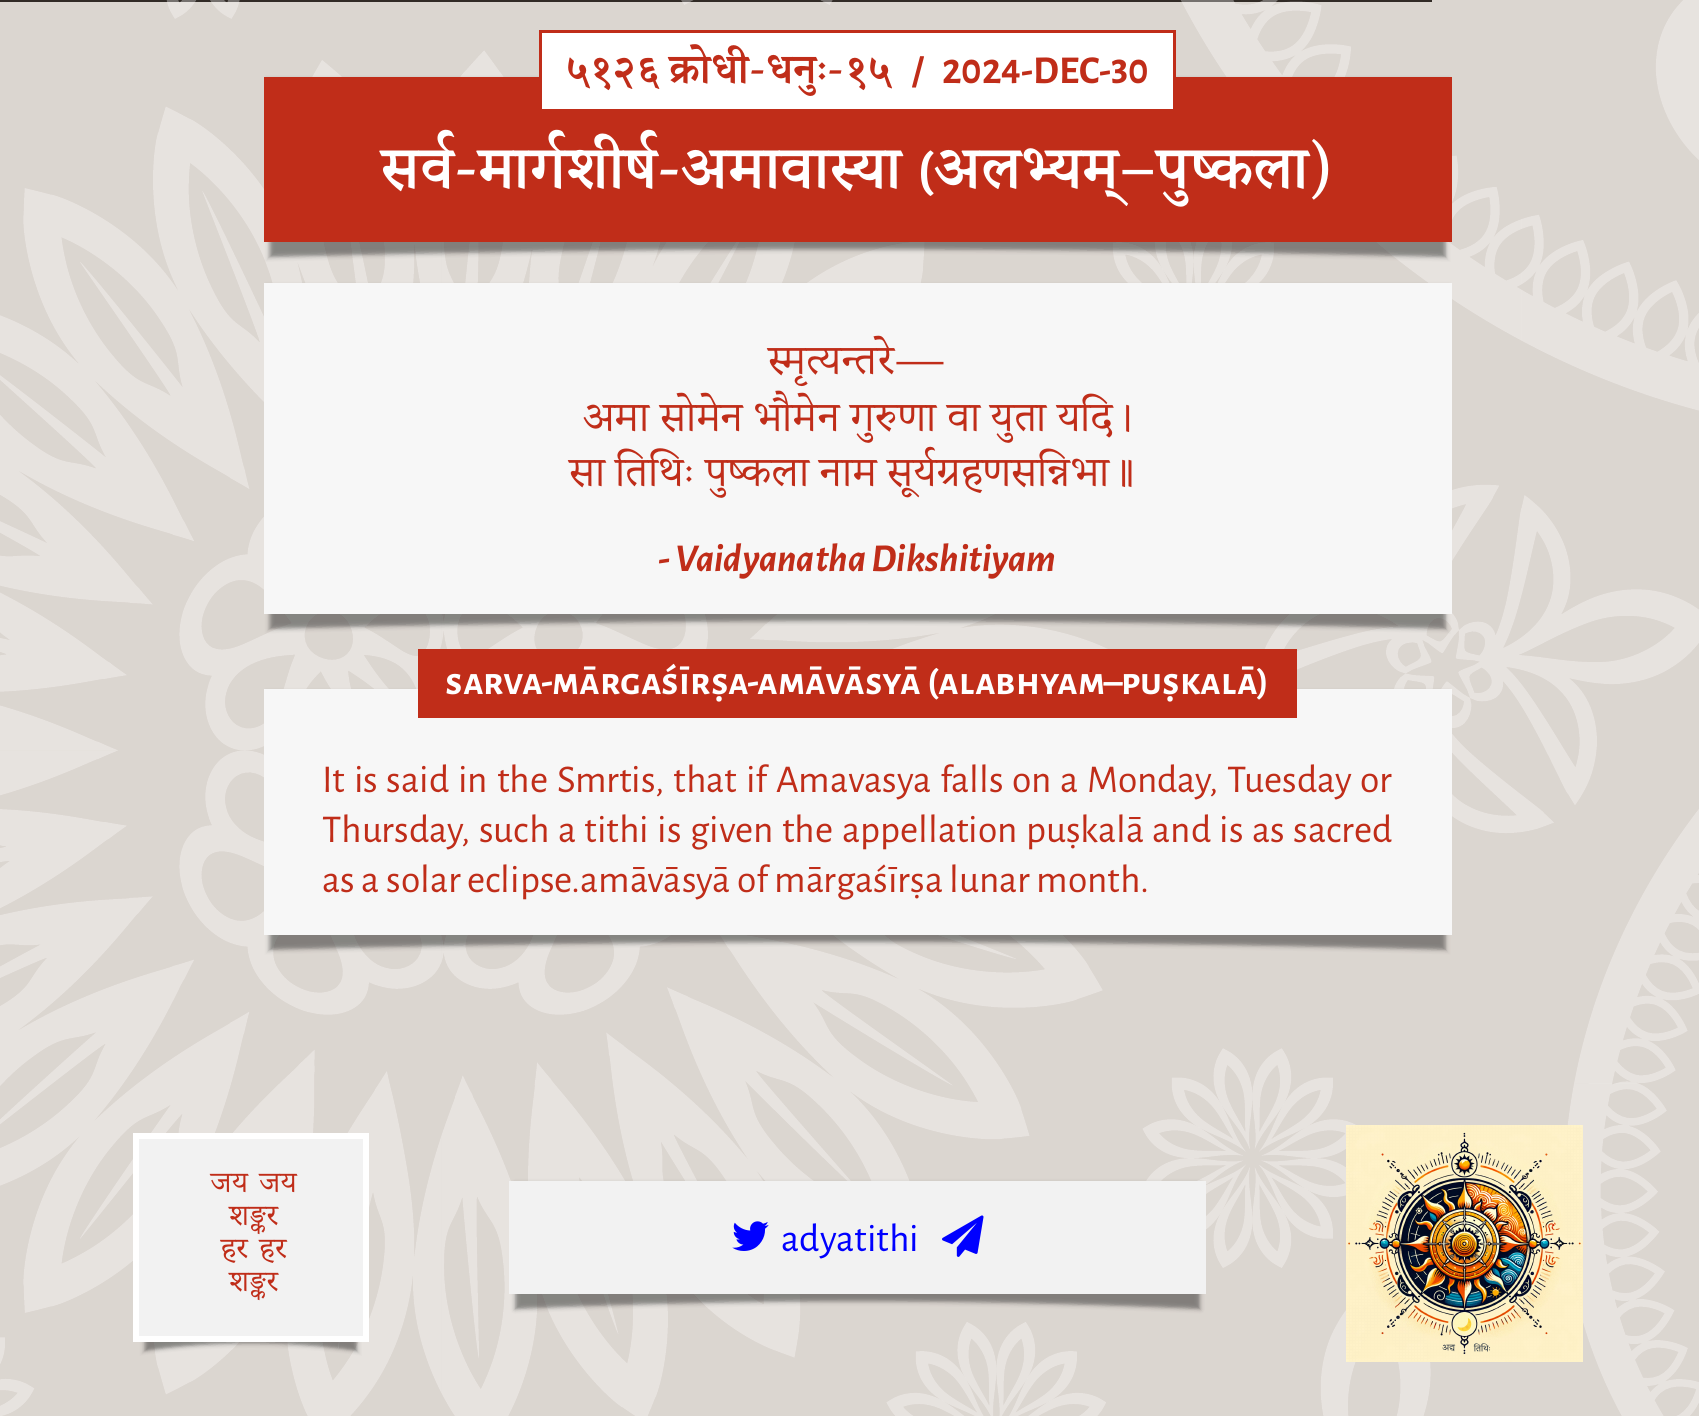 ५१२६ क्रोधी-धनुः-१५ / 2024-DEC-30
सर्व-मार्गशीर्ष-अमावास्या (अलभ्यम्–पुष्कला)
स्मृत्यन्तरे—
अमा सोमेन भौमेन गुरुणा वा युता यदि।
सा तिथिः पुष्कला नाम सूर्यग्रहणसन्निभा॥
- Vaidyanatha Dikshitiyam
SARVA-MĀRGAŚĪRṢA-AMĀVĀSYĀ (ALABHYAM–PUṢKALĀ)
It is said in the Smrtis, that if Amavasya falls on a Monday, Tuesday or
Thursday, such a tithi is given the appellation puṣkalā and is as sacred
as a solar eclipse.amāvāsyā of mārgaśīrṣa lunar month.
जय जय
शङ्कर
हर हर
शङ्कर
adyatithi
अद्य तिथिः